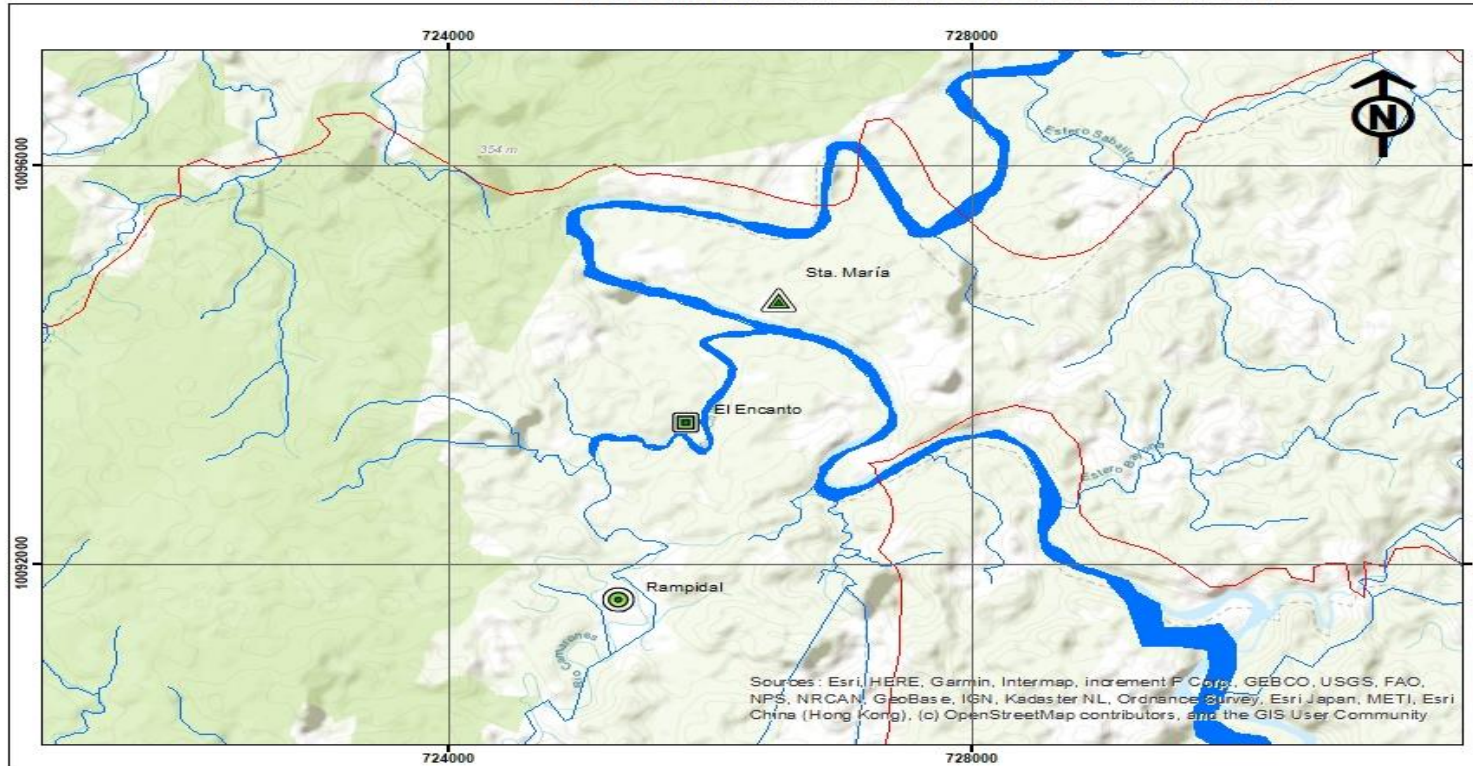 724000
728000
10096000
354 m
Estero Sabalito
N
Sta. María
El Encanto
Estero
10092000
Rampidal
Río Camarones
Sources: Esri, HERE, Garmin, Intermap, increment P Corp., GEBCO, USGS, FAO,
NPS, NRCAN, GeoBase, IGN, Kadaster NL, Ordnance Survey, Esri Japan, METI, Esri
China (Hong Kong), (c) OpenStreetMap contributors, and the GIS User Community
724000
728000